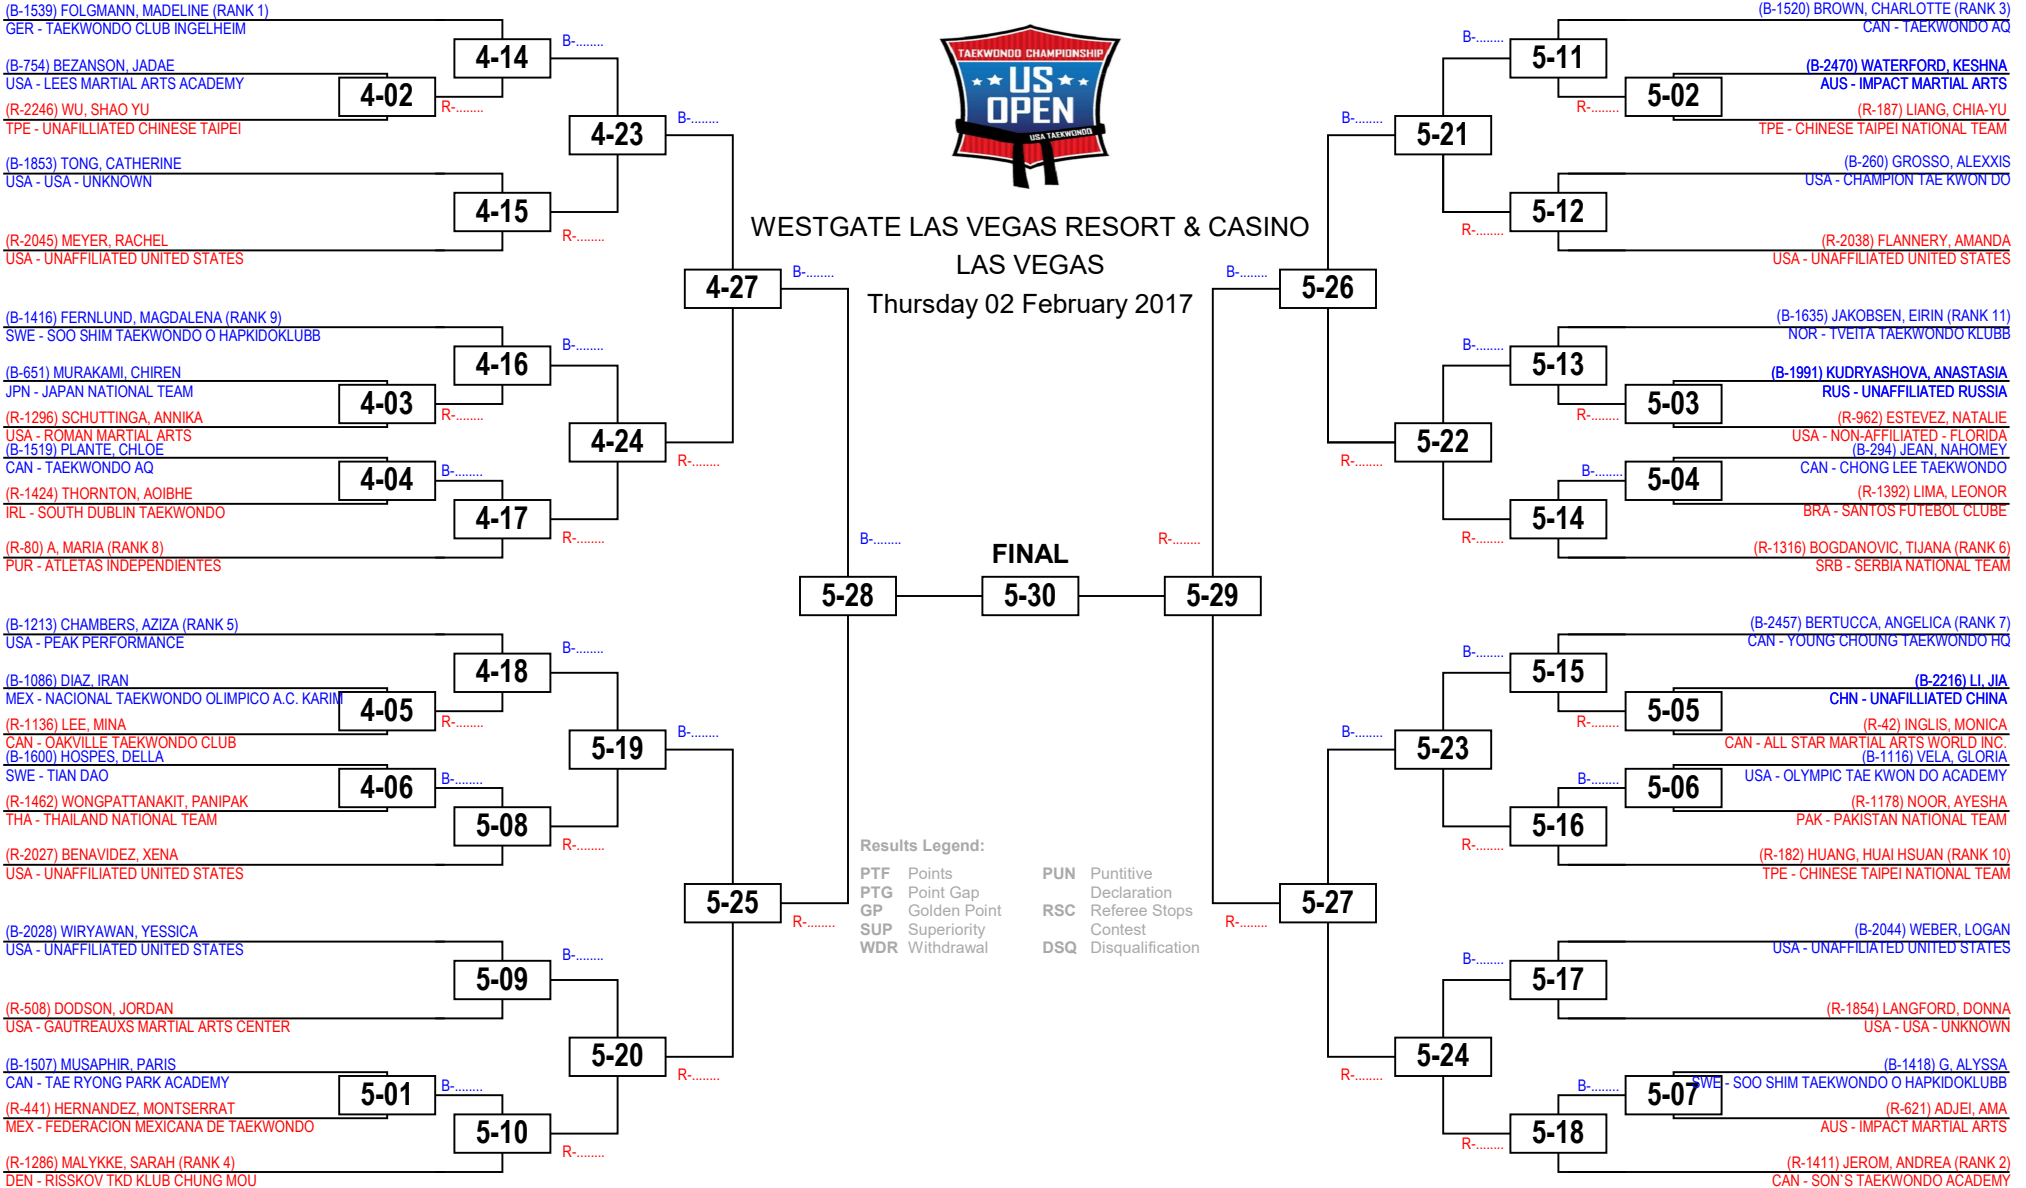 (B-1539) FOLGMANN, MADELINE (RANK 1)
GER - TAEKWONDO CLUB INGELHEIM
4-14
B-........
(B-754) BEZANSON, JADAE
USA - LEES MARTIAL ARTS ACADEMY
4-02
R-........
(R-2246) WU, SHAO YU
TPE - UNAFILLIATED CHINESE TAIPEI
4-23
B-........
(B-1853) TONG, CATHERINE
USA - USA - UNKNOWN
4-15
R-........
(R-2045) MEYER, RACHEL
USA - UNAFFILIATED UNITED STATES
4-27
B-........
(B-1416) FERNLUND, MAGDALENA (RANK 9)
SWE - SOO SHIM TAEKWONDO O HAPKIDOKLUBB
4-16
B-........
(B-651) MURAKAMI, CHIREN
JPN - JAPAN NATIONAL TEAM
4-03
R-........
(R-1296) SCHUTTINGA, ANNIKA
USA - ROMAN MARTIAL ARTS
4-24
R-........
(B-1519) PLANTE, CHLOE
CAN - TAEKWONDO AQ
4-04
B-........
(R-1424) THORNTON, AOIBHE
IRL - SOUTH DUBLIN TAEKWONDO
4-17
R-........
(R-80) A, MARIA (RANK 8)
PUR - ATLETAS INDEPENDIENTES
B-........
5-28
(B-1213) CHAMBERS, AZIZA (RANK 5)
USA - PEAK PERFORMANCE
4-18
B-........
(B-1086) DIAZ, IRAN
MEX - NACIONAL TAEKWONDO OLIMPICO A.C. KARIM
4-05
R-........
(R-1136) LEE, MINA
CAN - OAKVILLE TAEKWONDO CLUB
5-19
B-........
(B-1600) HOSPES, DELLA
SWE - TIAN DAO
4-06
B-........
(R-1462) WONGPATTANAKIT, PANIPAK
THA - THAILAND NATIONAL TEAM
5-08
R-........
(R-2027) BENAVIDEZ, XENA
USA - UNAFFILIATED UNITED STATES
5-25
R-........
(B-2028) WIRYAWAN, YESSICA
USA - UNAFFILIATED UNITED STATES
5-09
B-........
(R-508) DODSON, JORDAN
USA - GAUTREAUXS MARTIAL ARTS CENTER
5-20
R-........
(B-1507) MUSAPHIR, PARIS
CAN - TAE RYONG PARK ACADEMY
5-01
B-........
(R-441) HERNANDEZ, MONTSERRAT
MEX - FEDERACION MEXICANA DE TAEKWONDO
5-10
R-........
(R-1286) MALYKKE, SARAH (RANK 4)
DEN - RISSKOV TKD KLUB CHUNG MOU
TAEKWONDO CHAMPIONSHIP
US
OPEN
USA TAEKWONDO
WESTGATE LAS VEGAS RESORT & CASINO
LAS VEGAS
Thursday 02 February 2017
FINAL
5-30
Results Legend:
PTF Points
PTG Point Gap
GP Golden Point
SUP Superiority
WDR Withdrawal
PUN Puntitive
Declaration
RSC Referee Stops
Contest
DSQ Disqualification
(B-1520) BROWN, CHARLOTTE (RANK 3)
CAN - TAEKWONDO AQ
B-........
5-11
(B-2470) WATERFORD, KESHNA
AUS - IMPACT MARTIAL ARTS
R-........
5-02
(R-187) LIANG, CHIA-YU
TPE - CHINESE TAIPEI NATIONAL TEAM
B-........
5-21
(B-260) GROSSO, ALEXXIS
USA - CHAMPION TAE KWON DO
5-12
R-........
(R-2038) FLANNERY, AMANDA
USA - UNAFFILIATED UNITED STATES
B-........
5-26
(B-1635) JAKOBSEN, EIRIN (RANK 11)
NOR - TVEITA TAEKWONDO KLUBB
B-........
5-13
(B-1991) KUDRYASHOVA, ANASTASIA
RUS - UNAFFILIATED RUSSIA
R-........
5-03
(R-962) ESTEVEZ, NATALIE
USA - NON-AFFILIATED - FLORIDA
5-22
R-........
(B-294) JEAN, NAHOMEY
CAN - CHONG LEE TAEKWONDO
B-........
5-04
(R-1392) LIMA, LEONOR
BRA - SANTOS FUTEBOL CLUBE
5-14
R-........
(R-1316) BOGDANOVIC, TIJANA (RANK 6)
SRB - SERBIA NATIONAL TEAM
R-........
5-29
(B-2457) BERTUCCA, ANGELICA (RANK 7)
CAN - YOUNG CHOUNG TAEKWONDO HQ
B-........
5-15
(B-2216) LI, JIA
CHN - UNAFILLIATED CHINA
R-........
5-05
(R-42) INGLIS, MONICA
CAN - ALL STAR MARTIAL ARTS WORLD INC.
B-........
5-23
(B-1116) VELA, GLORIA
USA - OLYMPIC TAE KWON DO ACADEMY
B-........
5-06
(R-1178) NOOR, AYESHA
PAK - PAKISTAN NATIONAL TEAM
5-16
R-........
(R-182) HUANG, HUAI HSUAN (RANK 10)
TPE - CHINESE TAIPEI NATIONAL TEAM
5-27
R-........
(B-2044) WEBER, LOGAN
USA - UNAFFILIATED UNITED STATES
B-........
5-17
(R-1854) LANGFORD, DONNA
USA - USA - UNKNOWN
5-24
R-........
(B-1418) G, ALYSSA
SWE - SOO SHIM TAEKWONDO O HAPKIDOKLUBB
B-........
5-07
(R-621) ADJEI, AMA
AUS - IMPACT MARTIAL ARTS
5-18
R-........
(R-1411) JEROM, ANDREA (RANK 2)
CAN - SON`S TAEKWONDO ACADEMY